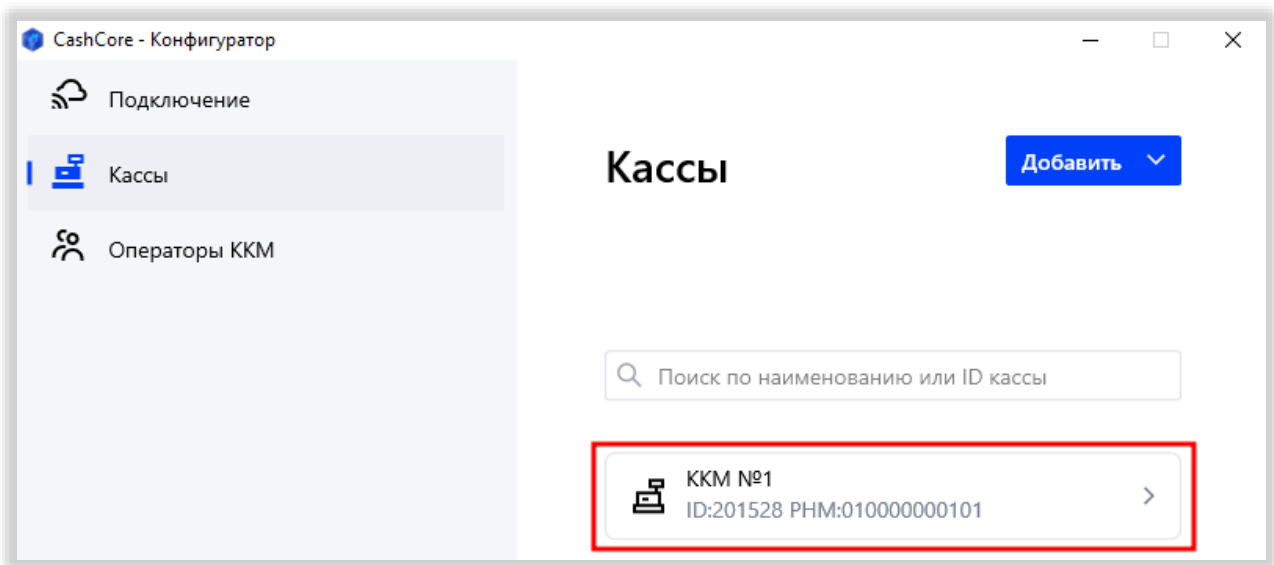 CashCore - Конфигуратор
Подключение
Кассы
Операторы ККМ
Кассы
Добавить
Поиск по наименованию или ID кассы
ККМ №1
ID:201528 РНМ:010000000101